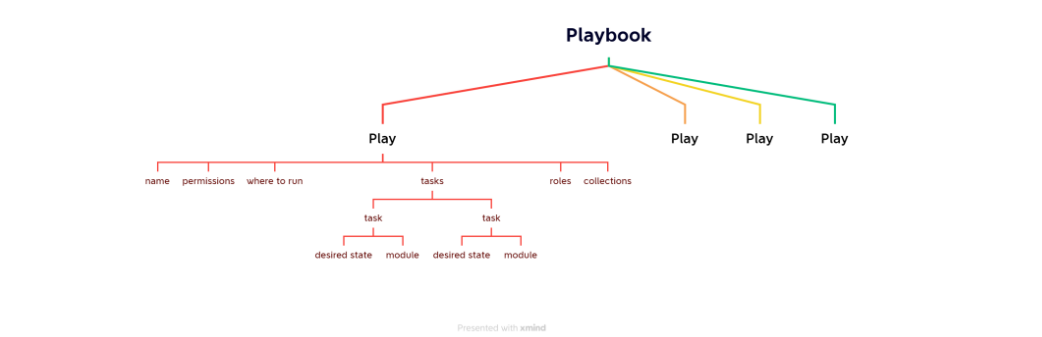 Playbook
Play Play Play Play
name permissions where to run tasks roles collections
task task
desired state module desired state module
Presented with xmind